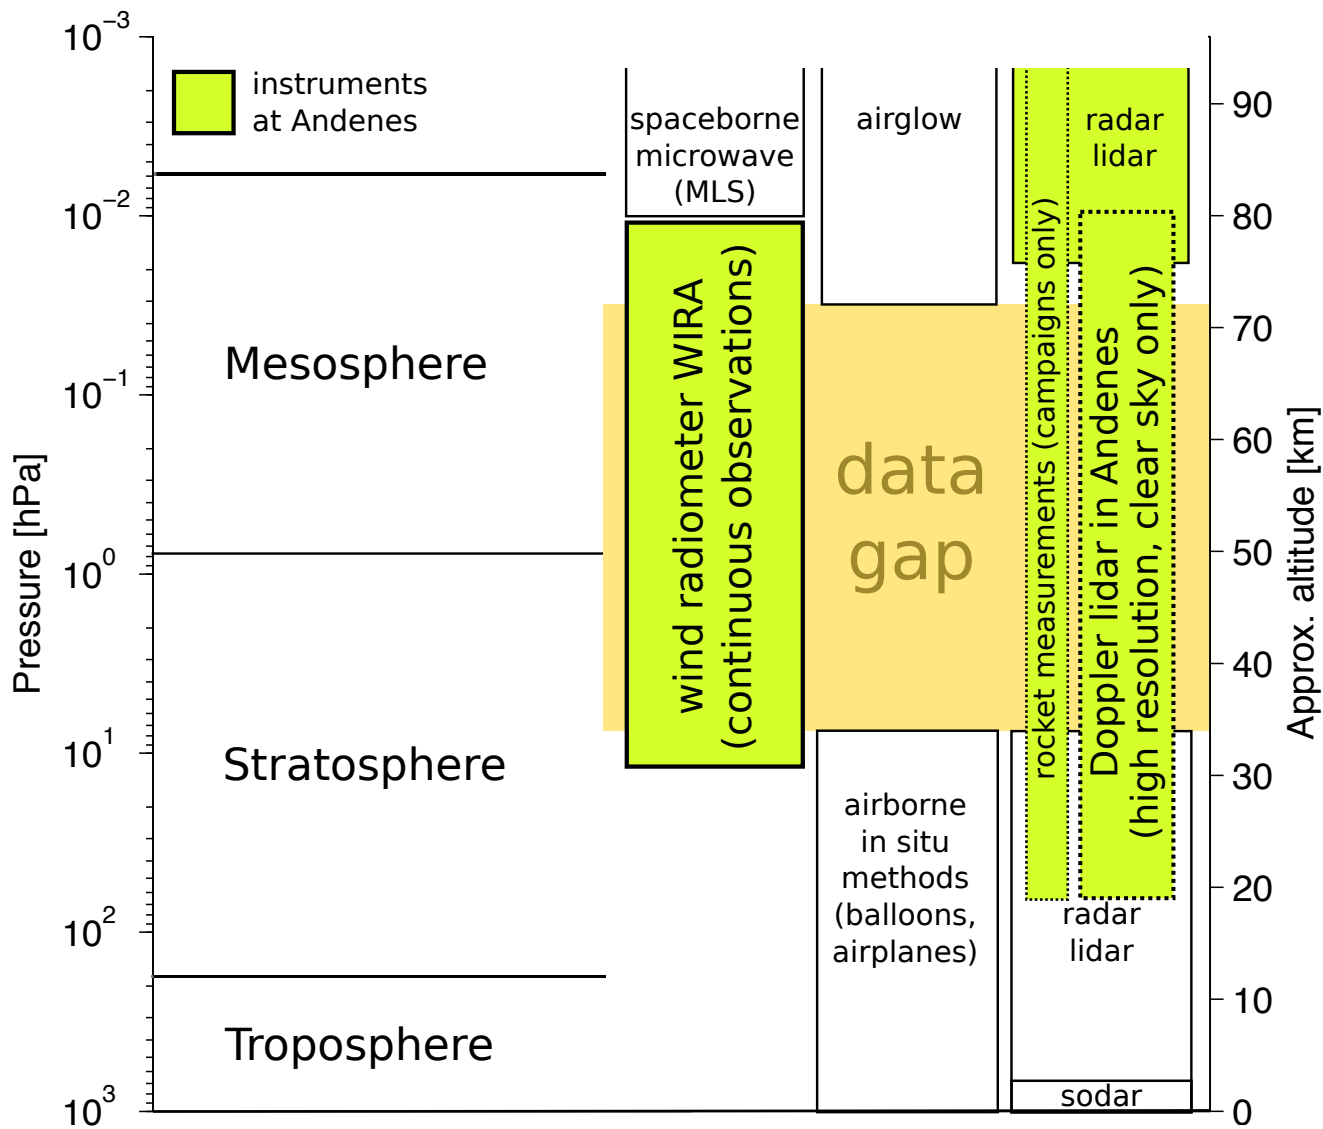 10−3
10−2
10−1
100
101
102
103
Pressure [hPa]
instruments
at Andenes
Mesosphere
Stratosphere
Troposphere
spaceborne
microwave
(MLS)
wind radiometer WIRA
(continuous observations)
airglow
data
gap
airborne
in situ
methods
(balloons,
airplanes)
radar
lidar
rocket measurements (campaigns only)
Doppler lidar in Andenes
(high resolution, clear sky only)
radar
lidar
sodar
90
80
70
60
50
40
30
20
10
0
Approx. altitude [km]